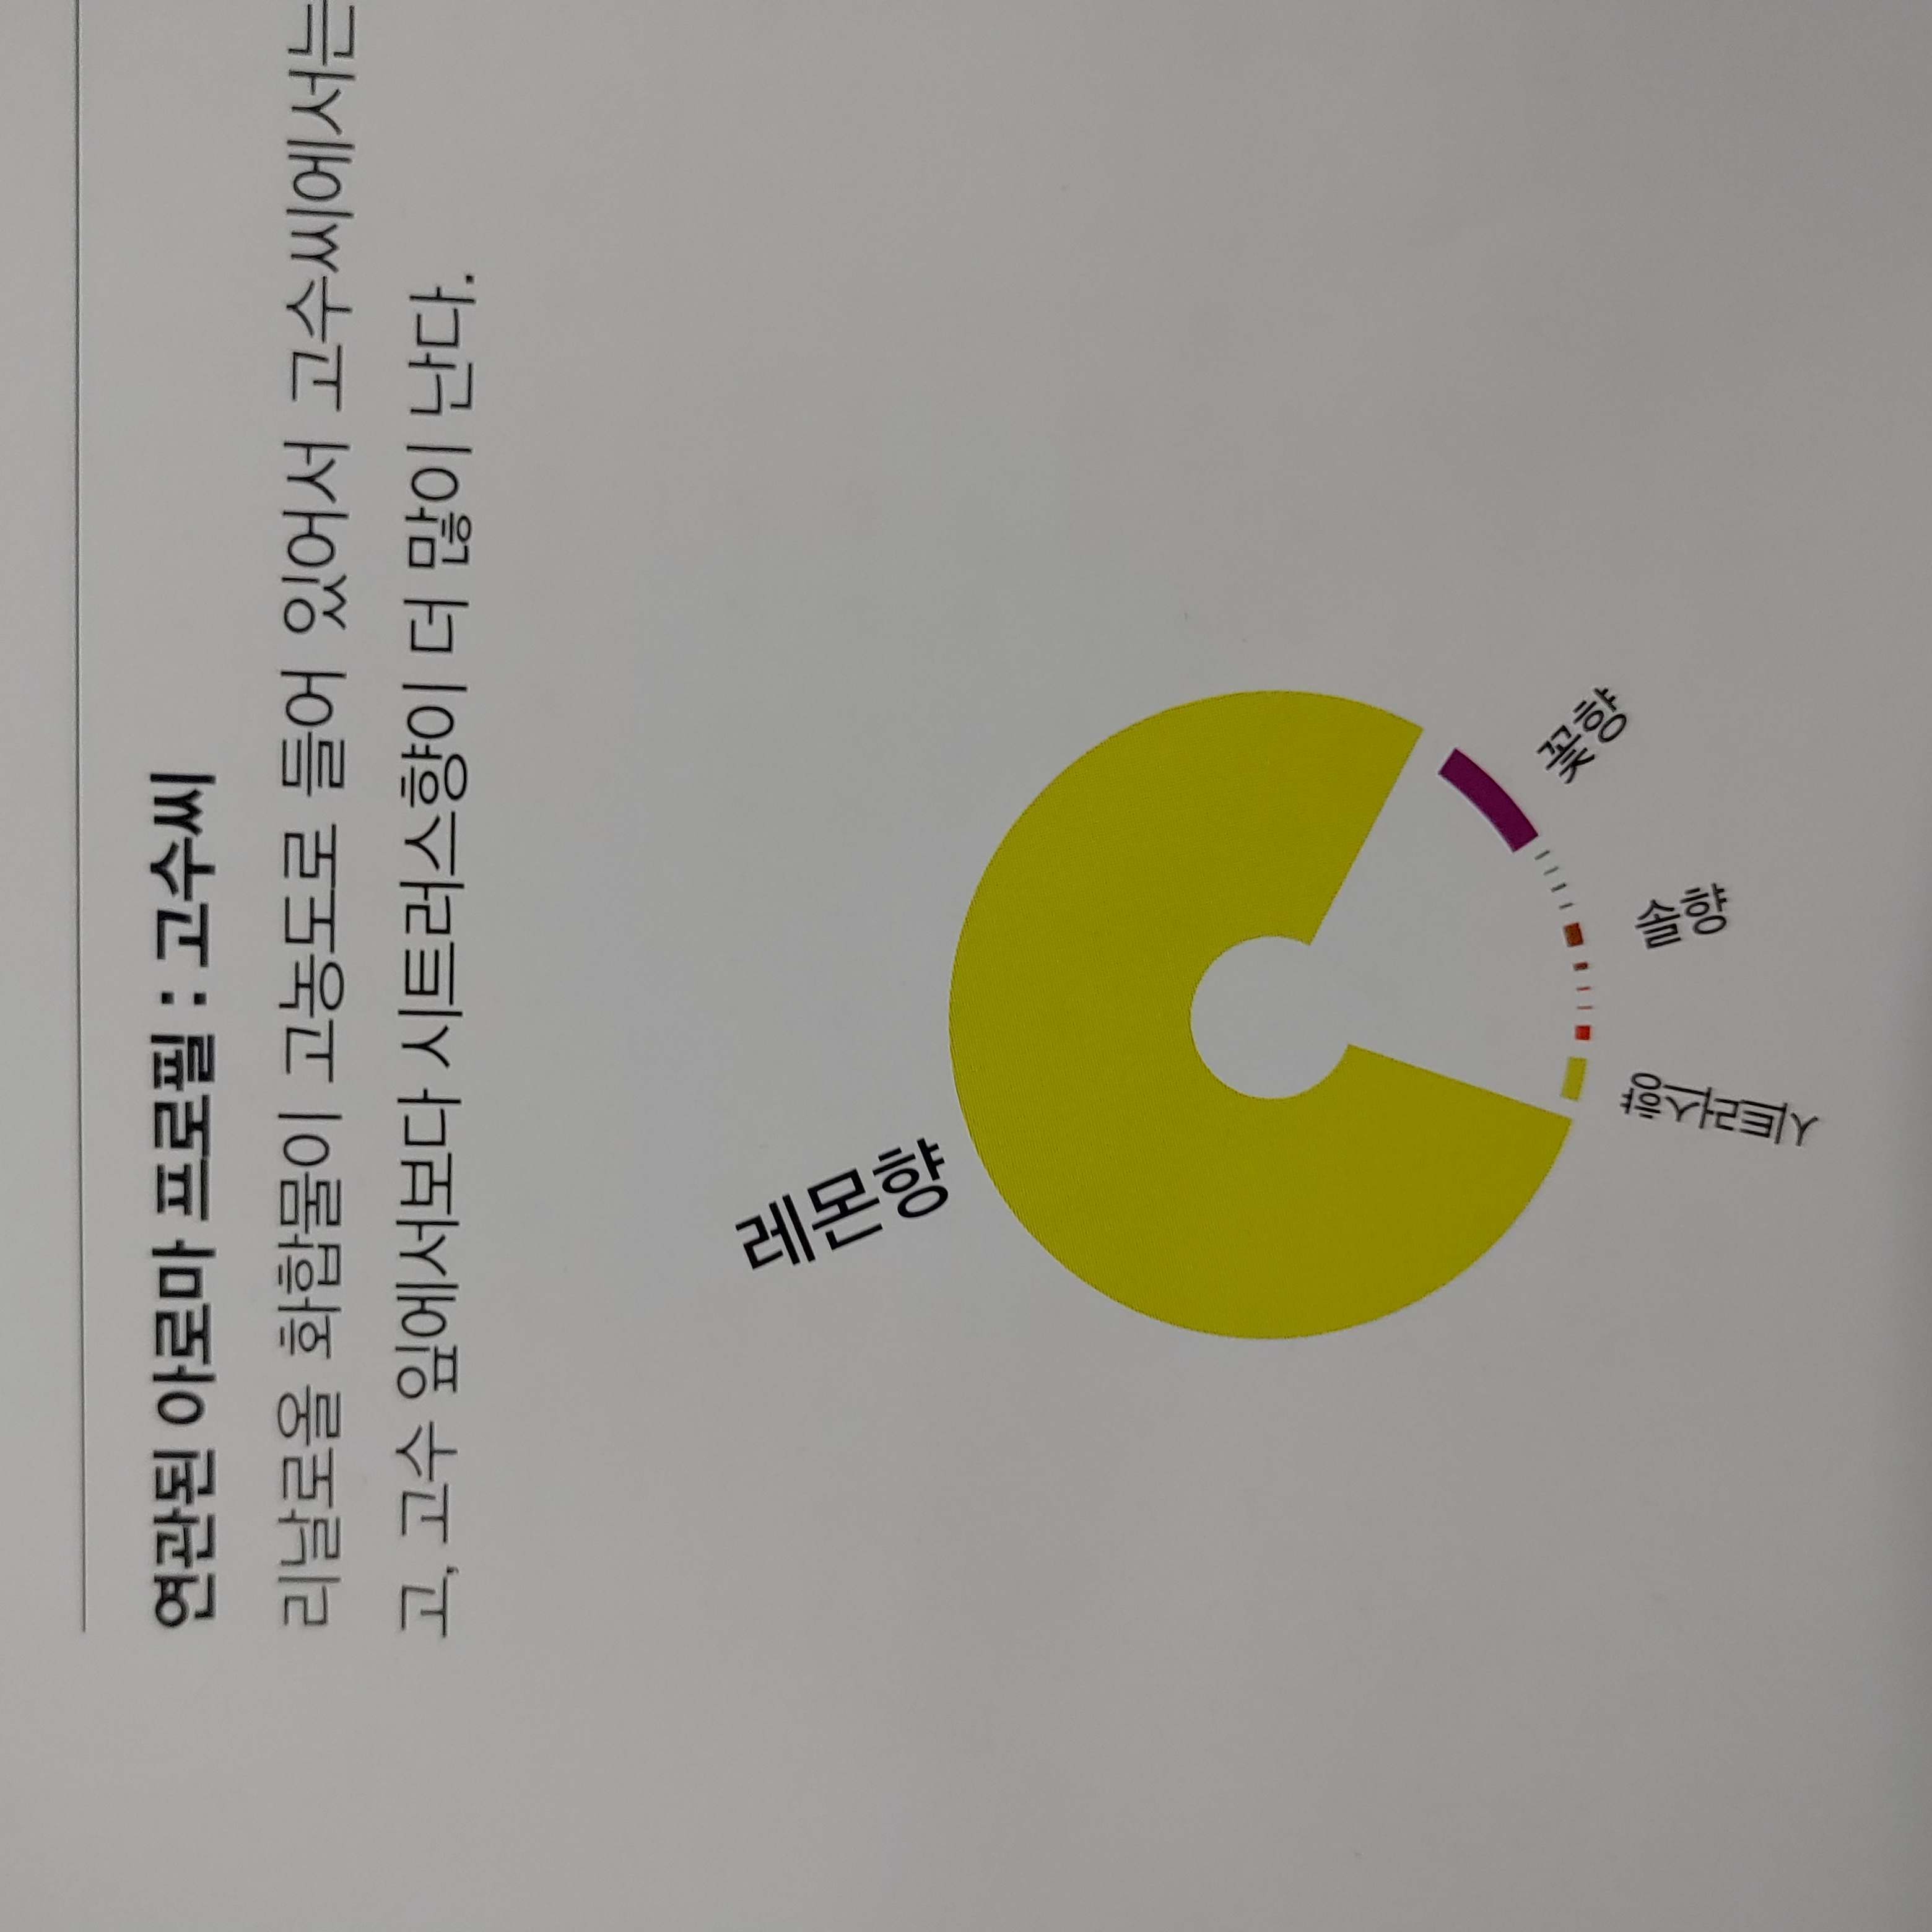 연관된 아로마 프로필 : 고수씨
리날로올 화합물이 고농도로 들어 있어서 고수씨에서는
고, 고수 잎에서보다 시트러스향이 더 많이 난다.
레몬향
꽃향
솔향
시트러스향